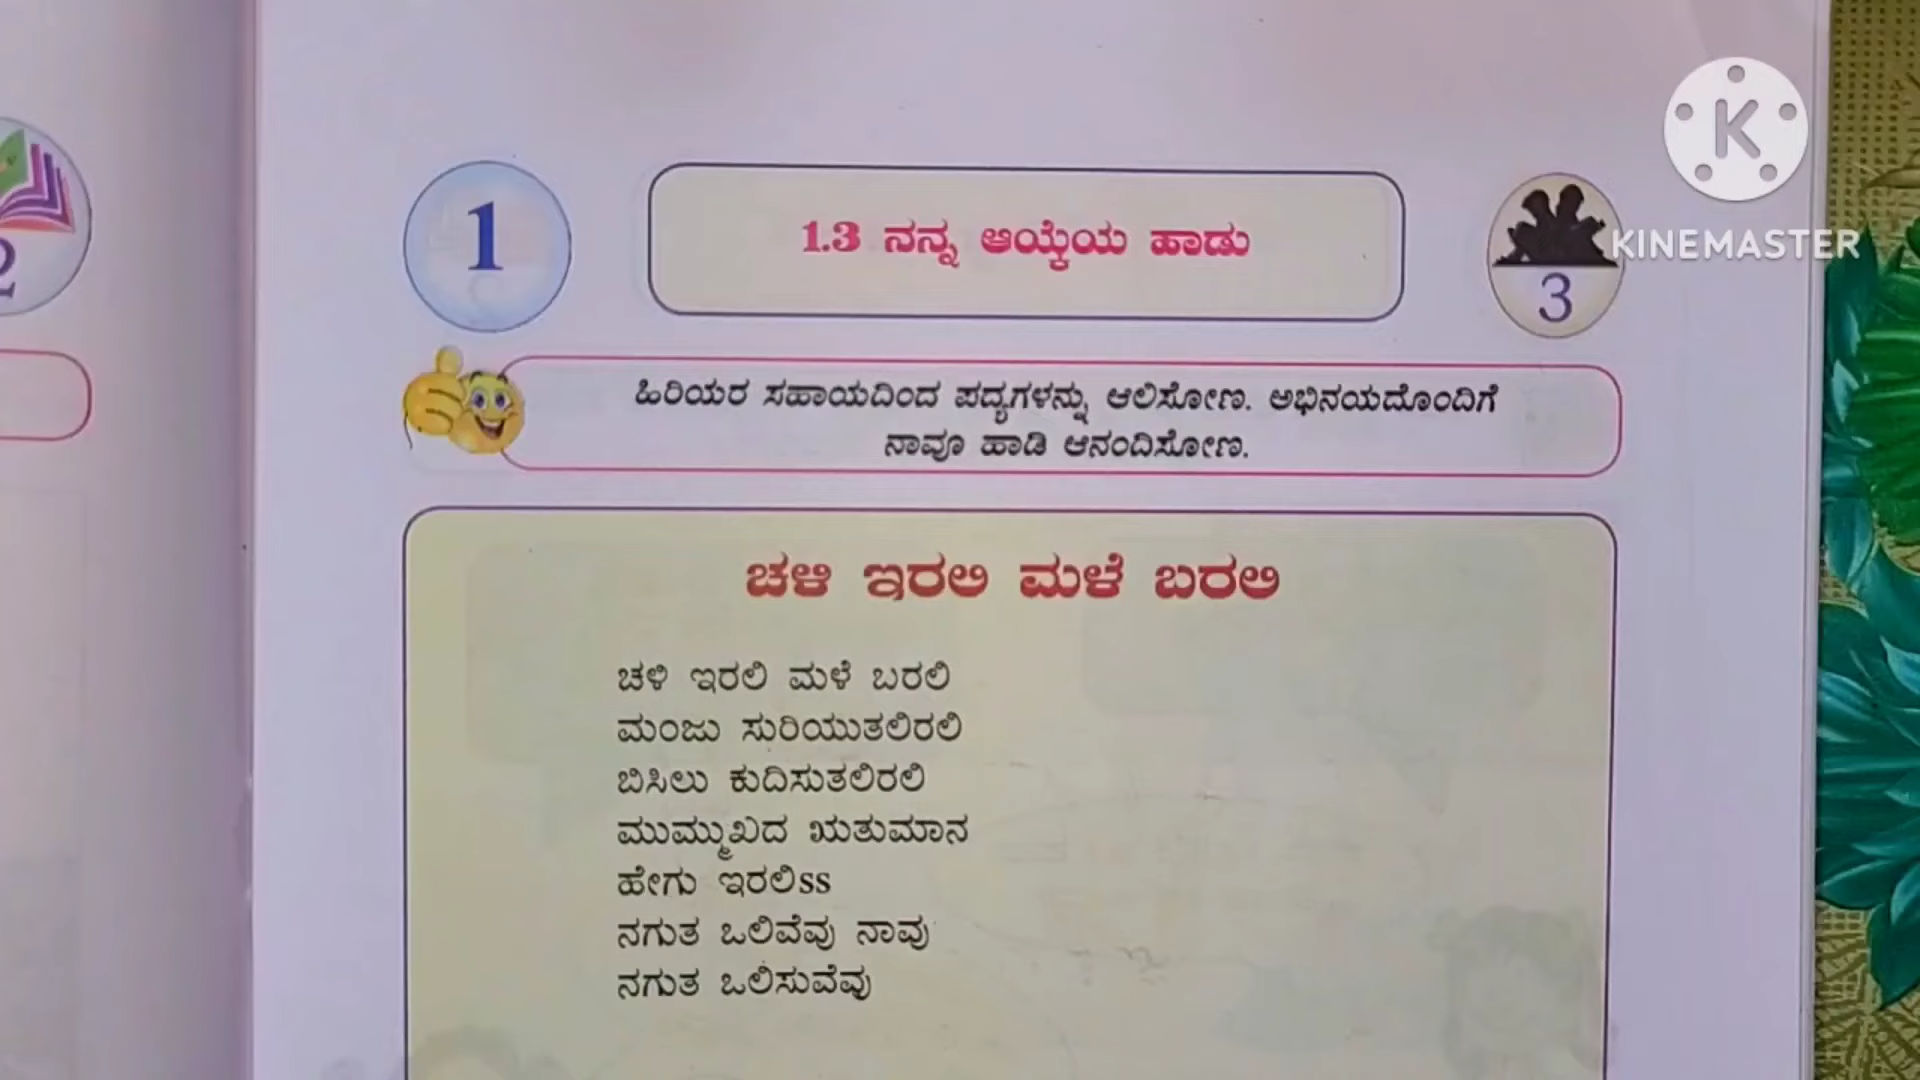 2
1
1.3 ನನ್ನ ಆಯ್ಕೆಯ ಹಾಡು
3
K
KINEMASTER
ಹಿರಿಯರ ಸಹಾಯದಿಂದ ಪದ್ಯಗಳನ್ನು ಆಲಿಸೋಣ. ಅಭಿನಯದೊಂದಿಗೆ
ನಾವೂ ಹಾಡಿ ಆನಂದಿಸೋಣ.
ಚಳಿ ಇರಲಿ ಮಳೆ ಬರಲಿ
ಚಳಿ ಇರಲಿ ಮಳೆ ಬರಲಿ
ಮಂಜು ಸುರಿಯುತಲಿರಲಿ
ಬಿಸಿಲು ಕುದಿಸುತಲಿರಲಿ
ಮುಮ್ಮುಖದ ಋತುಮಾನ
ಹೇಗು ಇರಲಿss
ನಗುತ ಒಲಿವೆವು ನಾವು
ನಗುತ ಒಲಿಸುವೆವು